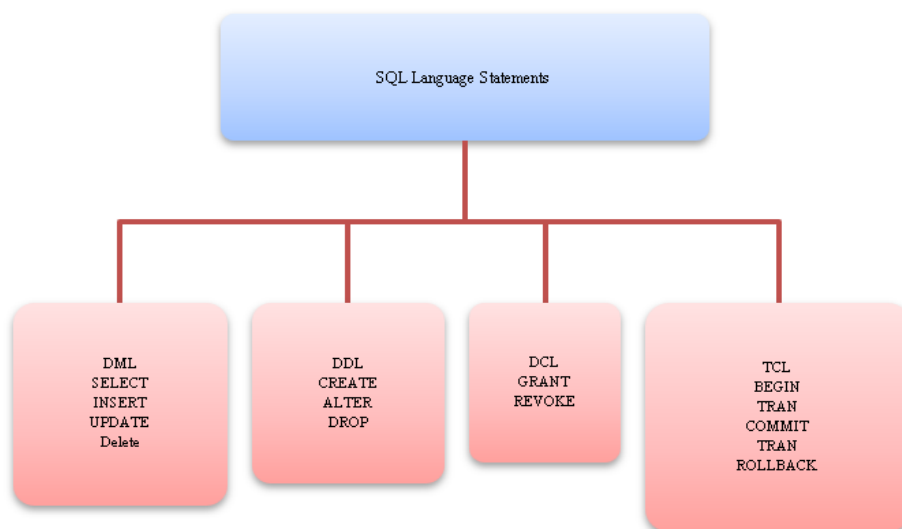 SQL Language Statements
DML
SELECT
INSERT
UPDATE
Delete
DDL
CREATE
ALTER
DROP
DCL
GRANT
REVOKE
TCL
BEGIN
TRAN
COMMIT
TRAN
ROLLBACK